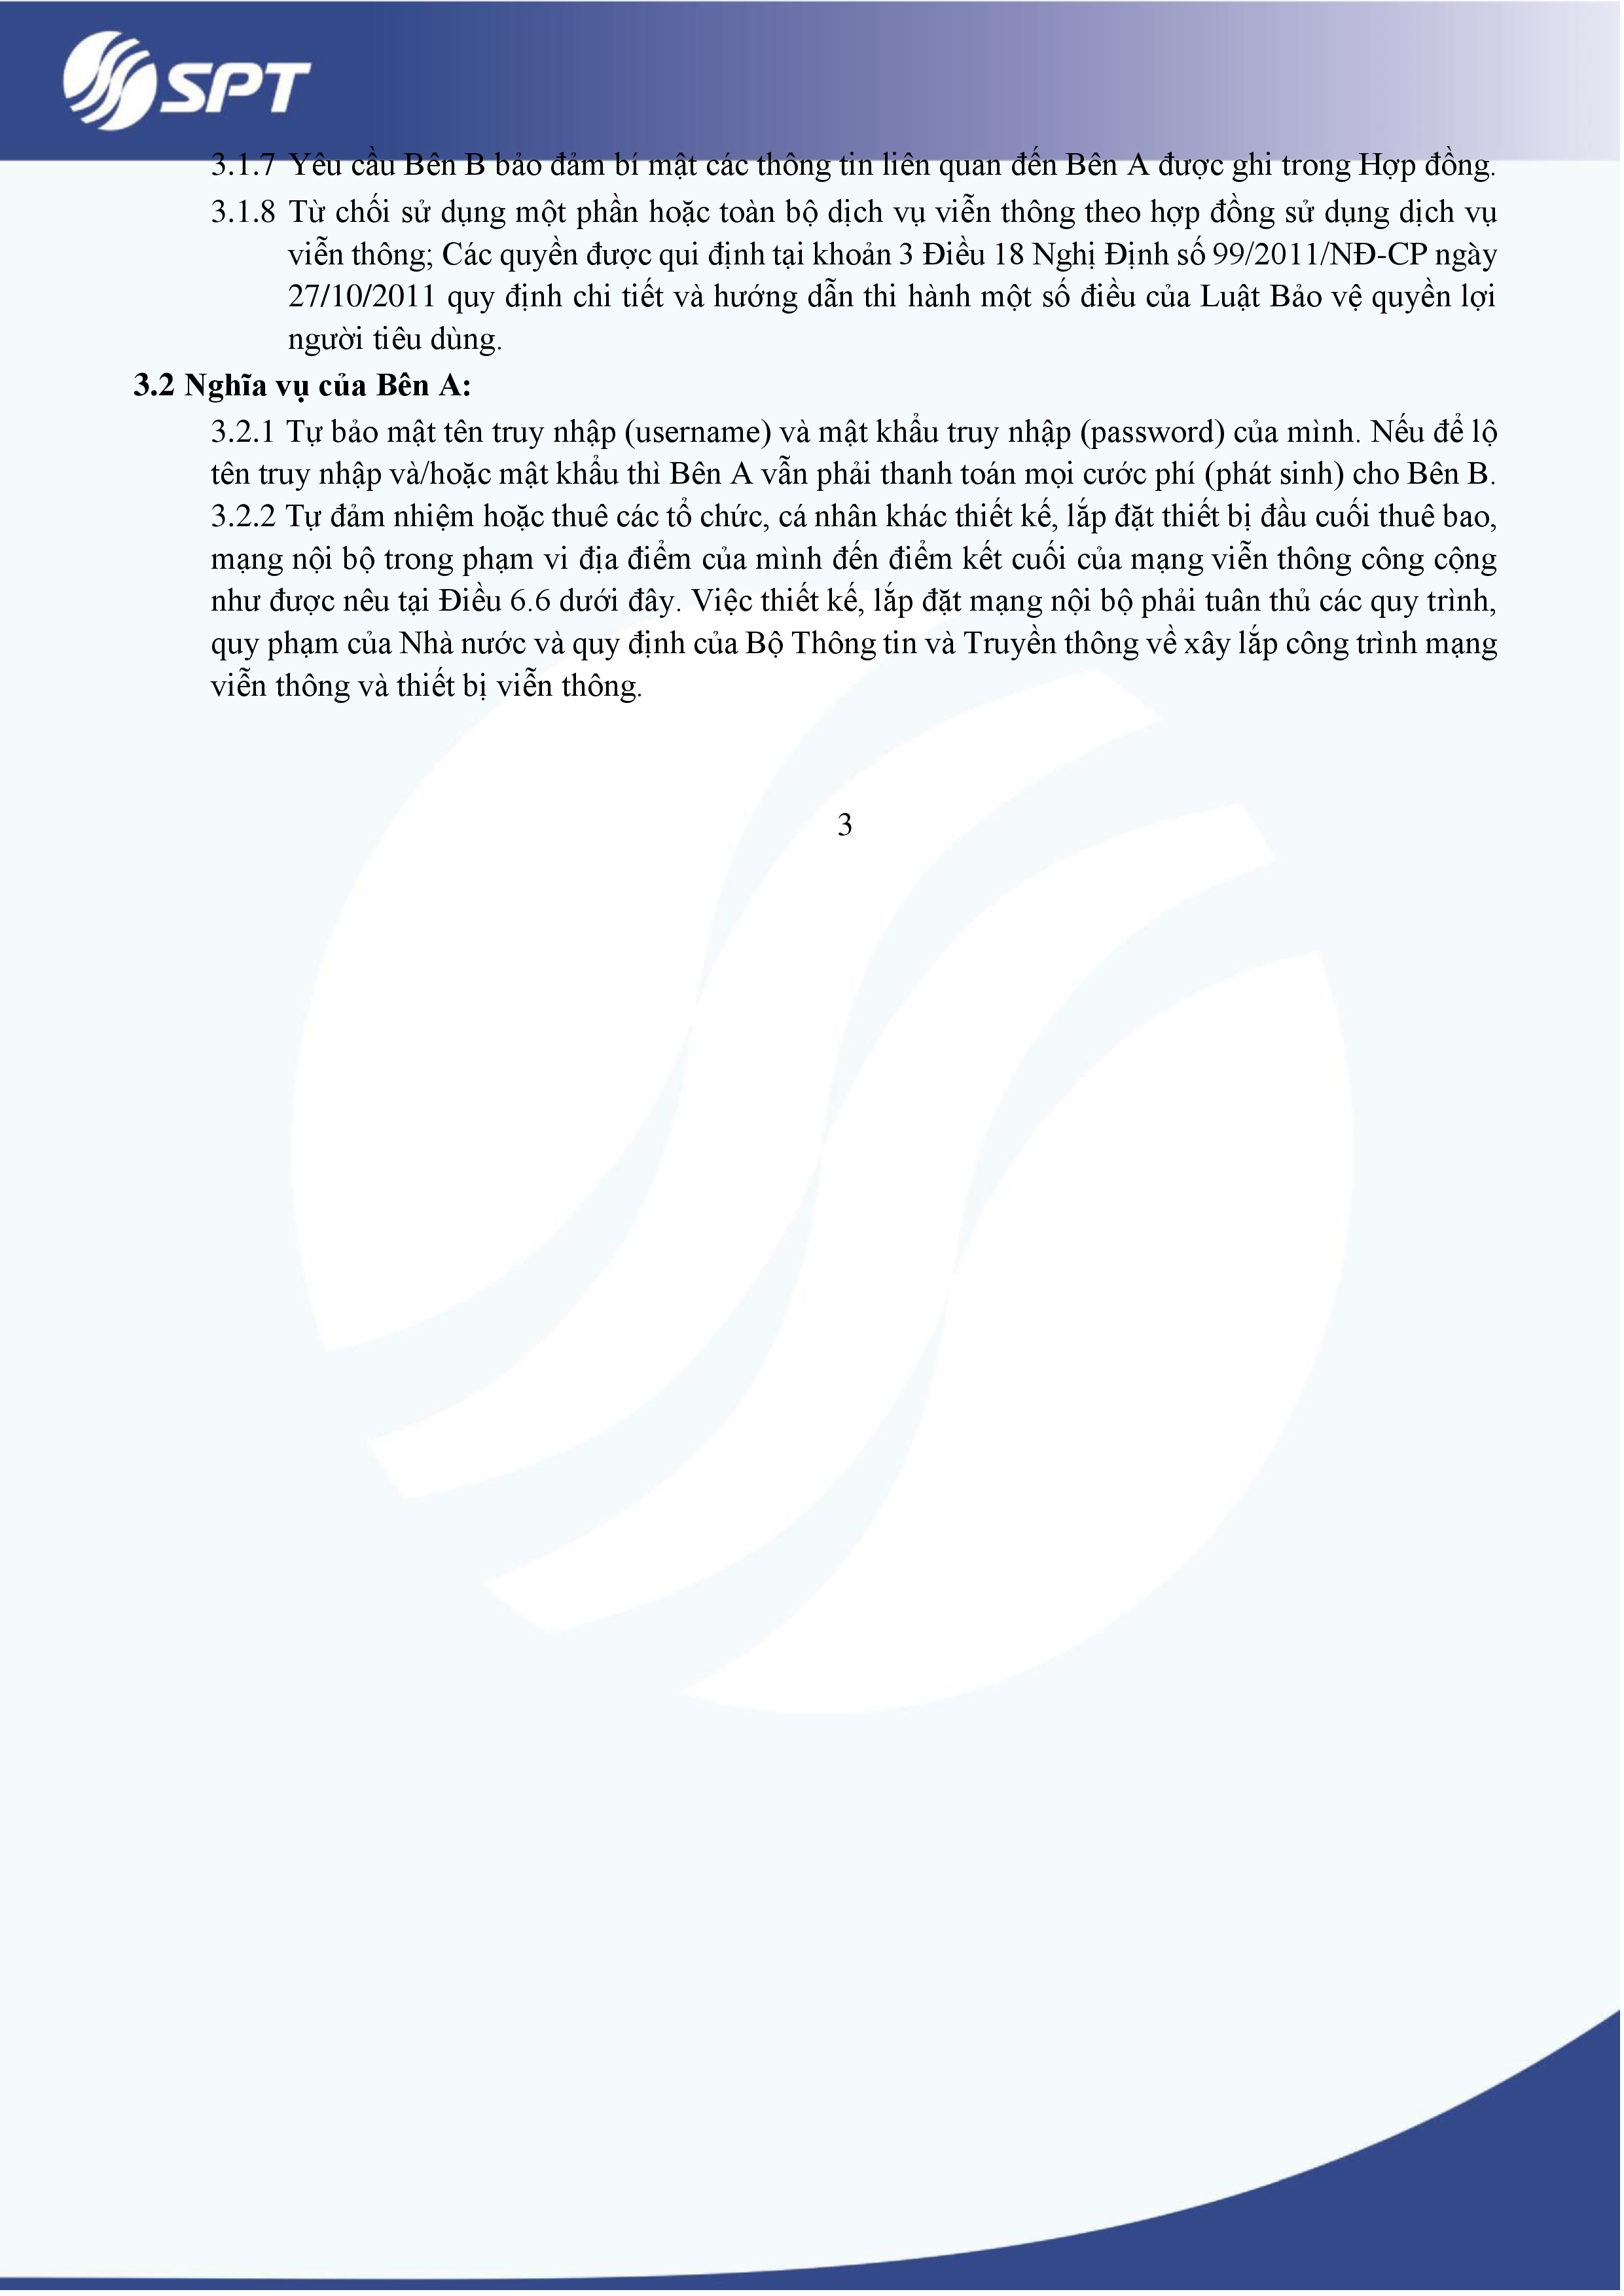 SPT
3.1.7 Yêu cầu Bên B bảo đảm bí mật các thông tin liên quan đến Bên A được ghi trong Hợp đồng.
3.1.8 Từ chối sử dụng một phần hoặc toàn bộ dịch vụ viễn thông theo hợp đồng sử dụng dịch vụ
viễn thông; Các quyền được qui định tại khoản 3 Điều 18 Nghị Định số 99/2011/NĐ-CP ngày
27/10/2011 quy định chi tiết và hướng dẫn thi hành một số điều của Luật Bảo vệ quyền lợi
người tiêu dùng.
3.2 Nghĩa vụ của Bên A:
3.2.1 Tự bảo mật tên truy nhập (username) và mật khẩu truy nhập (password) của mình. Nếu để lộ
tên truy nhập và/hoặc mật khẩu thì Bên A vẫn phải thanh toán mọi cước phí (phát sinh) cho Bên B.
3.2.2 Tự đảm nhiệm hoặc thuê các tổ chức, cá nhân khác thiết kế, lắp đặt thiết bị đầu cuối thuê bao,
mạng nội bộ trong phạm vi địa điểm của mình đến điểm kết cuối của mạng viễn thông công cộng
như được nêu tại Điều 6.6 dưới đây. Việc thiết kế, lắp đặt mạng nội bộ phải tuân thủ các quy trình,
quy phạm của Nhà nước và quy định của Bộ Thông tin và Truyền thông về xây lắp công trình mạng
viễn thông và thiết bị viễn thông.
3